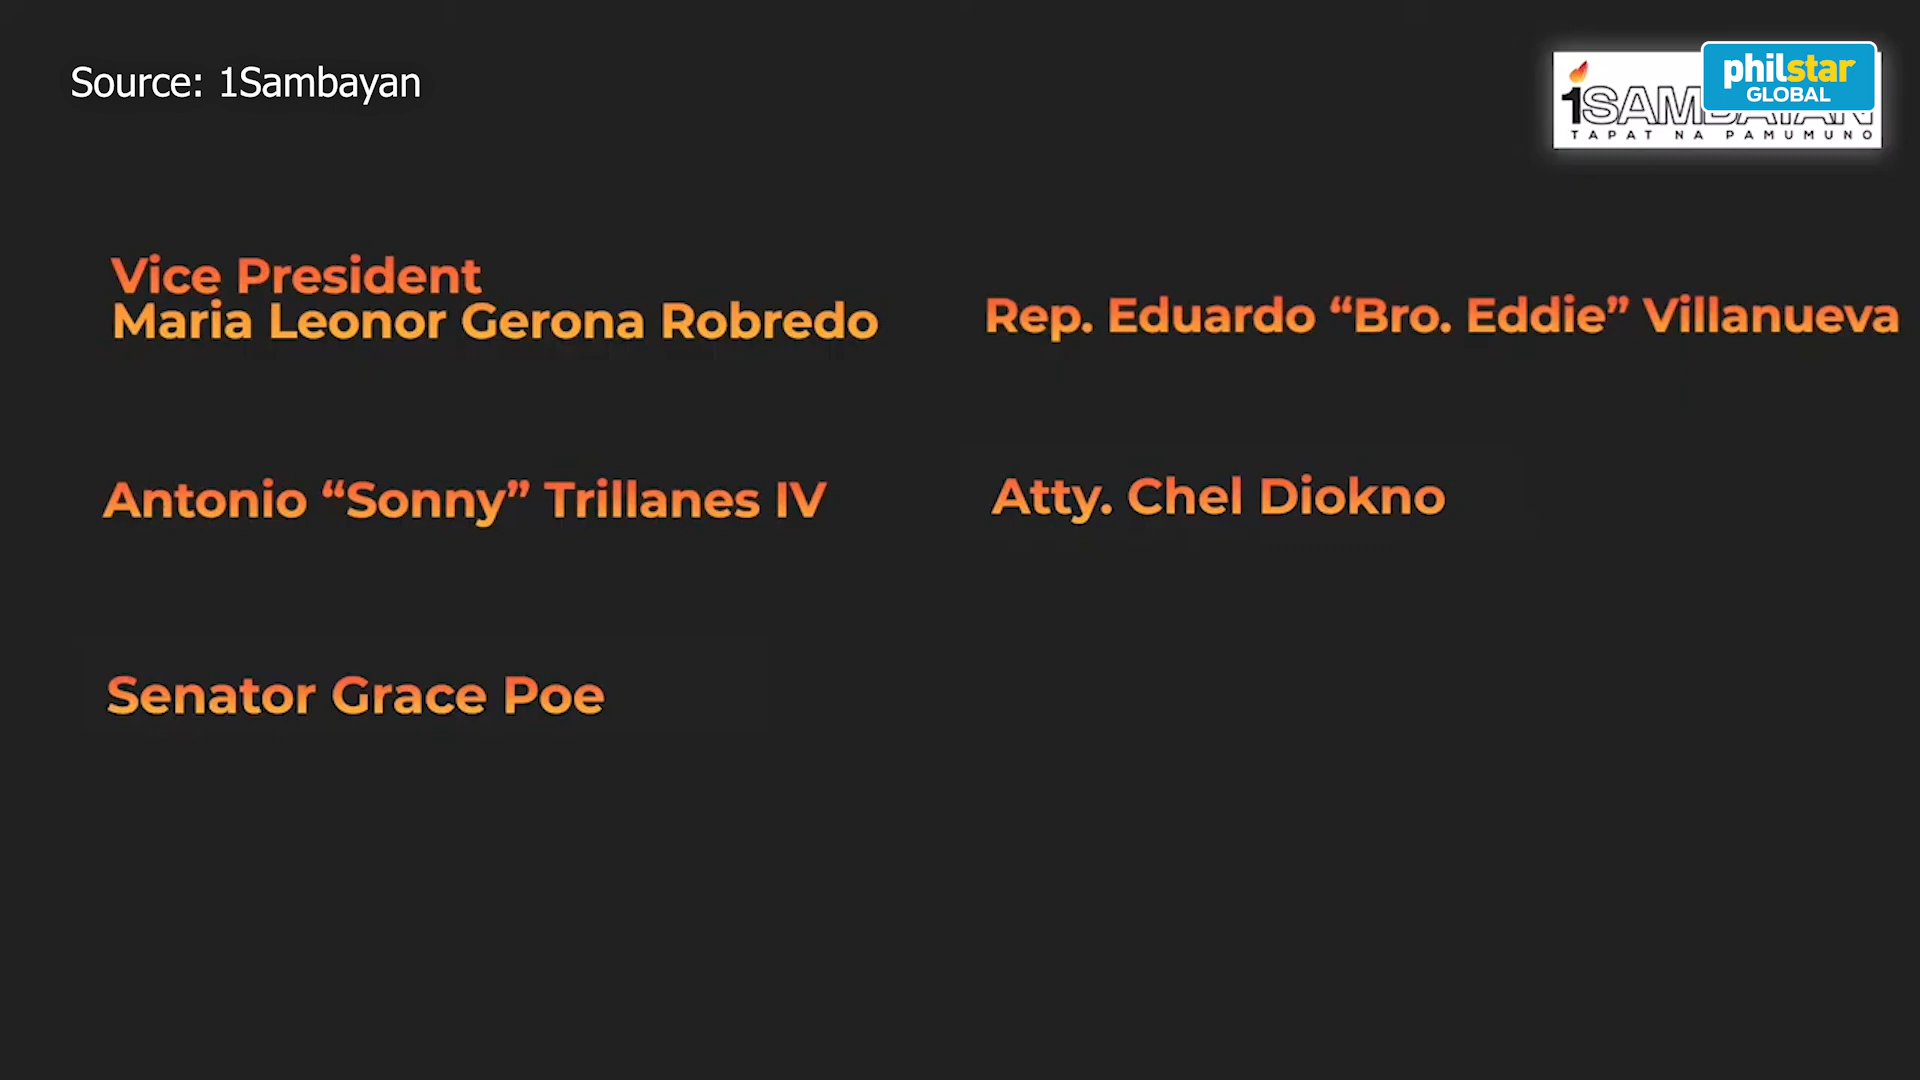 Source: 1Sambayan
philstar
GLOBAL
1SAMBAYAN
TAPAT NA PAMUMUNO
Vice President
Maria Leonor Gerona Robredo
Rep. Eduardo “Bro. Eddie” Villanueva
Antonio “Sonny” Trillanes IV
Atty. Chel Diokno
Senator Grace Poe